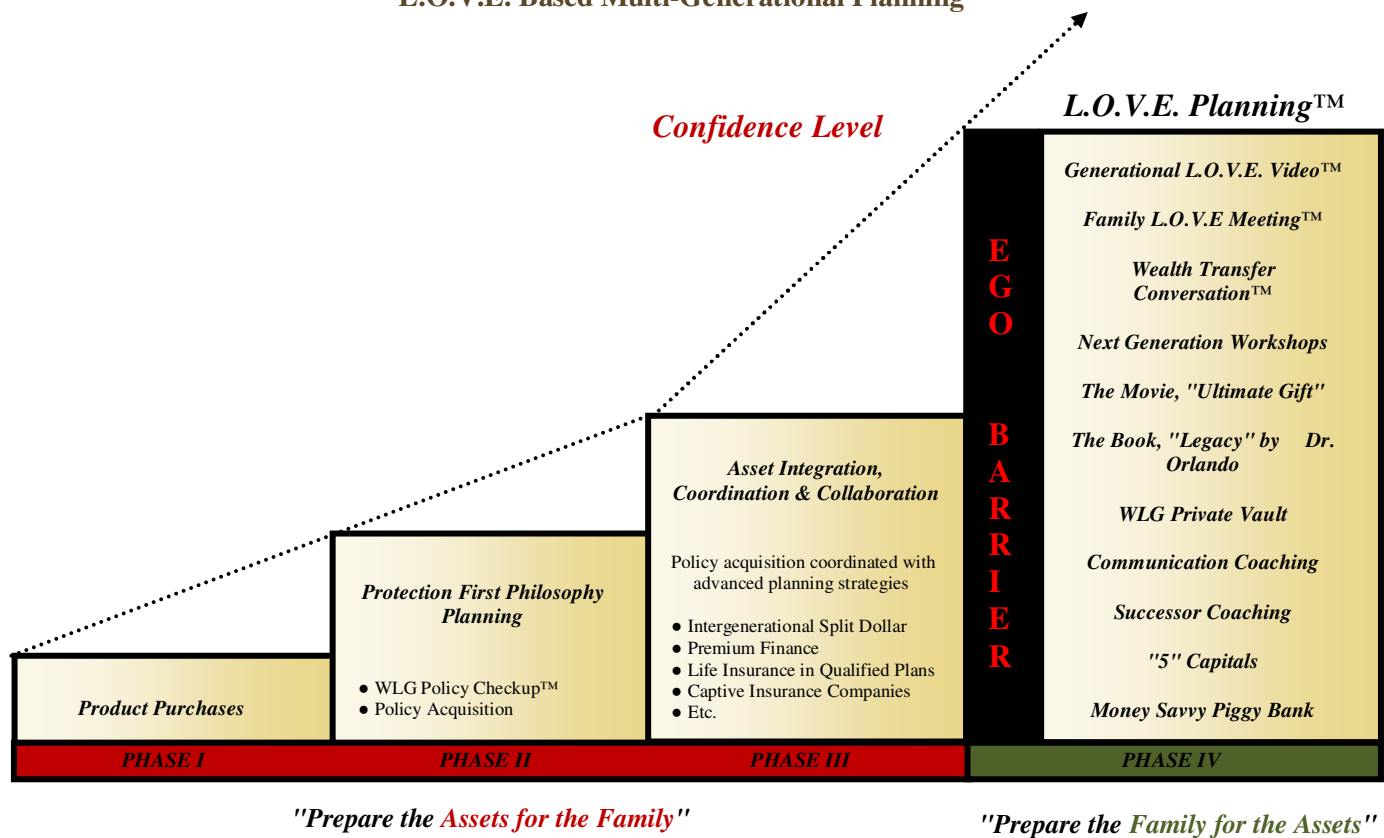 L.O.V.E. Based Multi-Generational Planning
Confidence Level
L.O.V.E. Planning™
Product Purchases
Protection First Philosophy
Planning
● WLG Policy Checkup™
● Policy Acquisition
Asset Integration,
Coordination & Collaboration
Policy acquisition coordinated with
advanced planning strategies
● Intergenerational Split Dollar
● Premium Finance
● Life Insurance in Qualified Plans
● Captive Insurance Companies
● Etc.
E
G
O
B
A
R
R
I
E
R
Generational L.O.V.E. Video™
Family L.O.V.E Meeting™
Wealth Transfer
Conversation™
Next Generation Workshops
The Movie, "Ultimate Gift"
The Book, "Legacy" by Dr.
Orlando
WLG Private Vault
Communication Coaching
Successor Coaching
"5" Capitals
Money Savvy Piggy Bank
PHASE I
PHASE II
PHASE III
PHASE IV
"Prepare the Assets for the Family"
"Prepare the Family for the Assets"